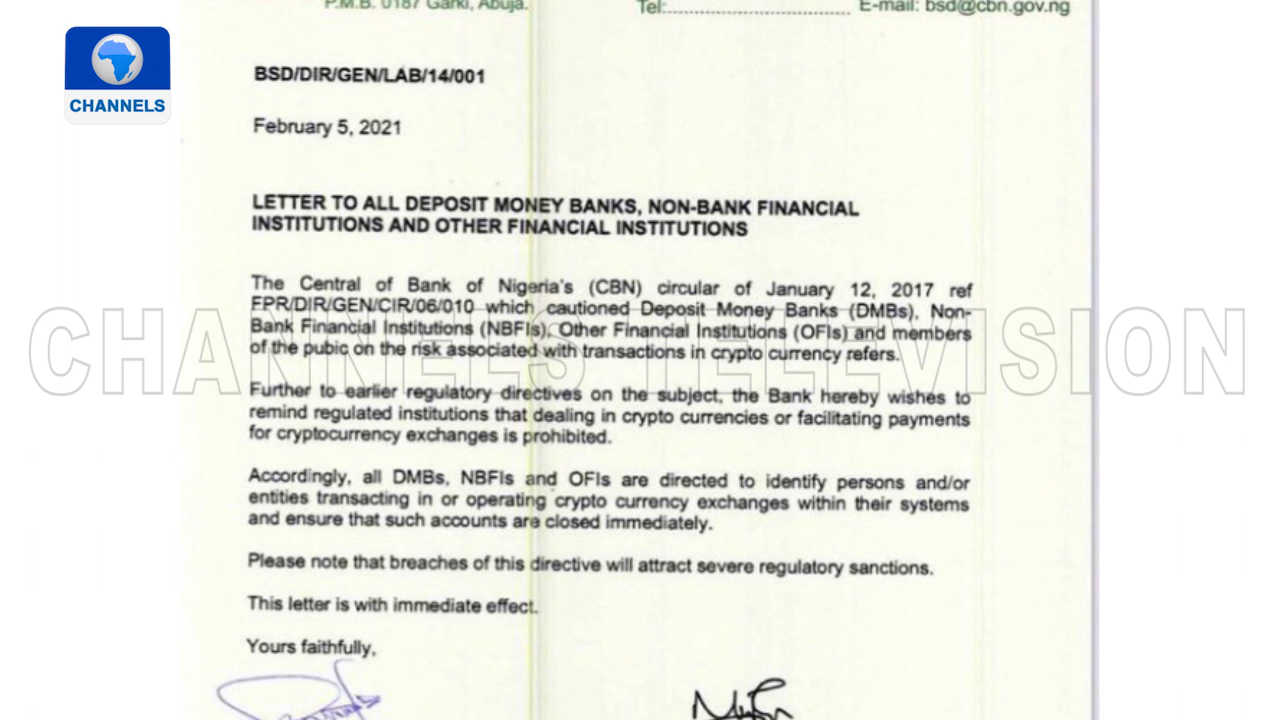 P.M.B. 0187 Garki, Abuja.
Tel:.................................... E-mail: bsd@cbn.gov.ng
CHANNELS
BSD/DIR/GEN/LAB/14/001
February 5, 2021
LETTER TO ALL DEPOSIT MONEY BANKS, NON-BANK FINANCIAL
INSTITUTIONS AND OTHER FINANCIAL INSTITUTIONS
The Central of Bank of Nigeria's (CBN) circular of January 12, 2017 ref
FPR/DIR/GEN/CIR/06/010 which cautioned Deposit Money Banks (DMBs), Non-
Bank Financial Institutions (NBFIs), Other Financial Institutions (OFIs) and members
of the pubic on the risk associated with transactions in crypto currency refers.
CHANNELS TELEVISION
Further to earlier regulatory directives on the subject, the Bank hereby wishes to
remind regulated institutions that dealing in crypto currencies or facilitating payments
for cryptocurrency exchanges is prohibited.
Accordingly, all DMBs, NBFIs and OFIs are directed to identify persons and/or
entities transacting in or operating crypto currency exchanges within their systems
and ensure that such accounts are closed immediately.
Please note that breaches of this directive will attract severe regulatory sanctions.
This letter is with immediate effect.
Yours faithfully,